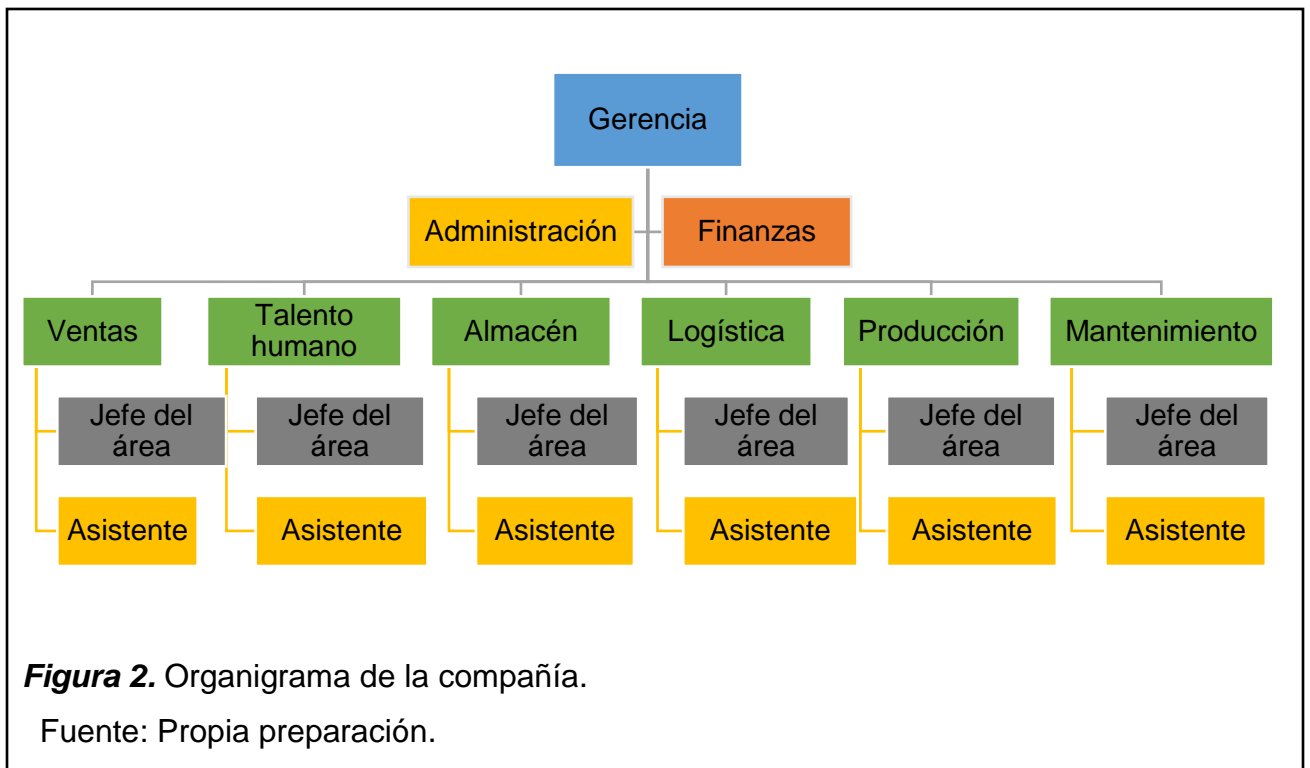 Gerencia
Administración
Finanzas
Ventas
Talento
humano
Almacén
Logística
Producción
Mantenimiento
Jefe del
área
Jefe del
área
Jefe del
área
Jefe del
área
Jefe del
área
Jefe del
área
Asistente
Asistente
Asistente
Asistente
Asistente
Asistente
Figura 2. Organigrama de la compañía.
Fuente: Propia preparación.